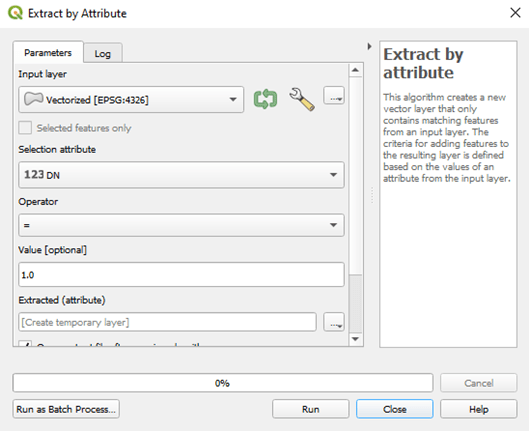 Extract by Attribute
Parameters
Log
Input layer
Vectorized [EPSG:4326]
...
Selected features only
Selection attribute
123 DN
Operator
=
Value [optional]
1.0
Extracted (attribute)
[Create temporary layer]
...
Extract by
attribute
This algorithm creates a new
vector layer that only
contains matching features
from an input layer. The
criteria for adding features to
the resulting layer is defined
based on the values of an
attribute from the input layer.
0%
Cancel
Run as Batch Process...
Run
Close
Help